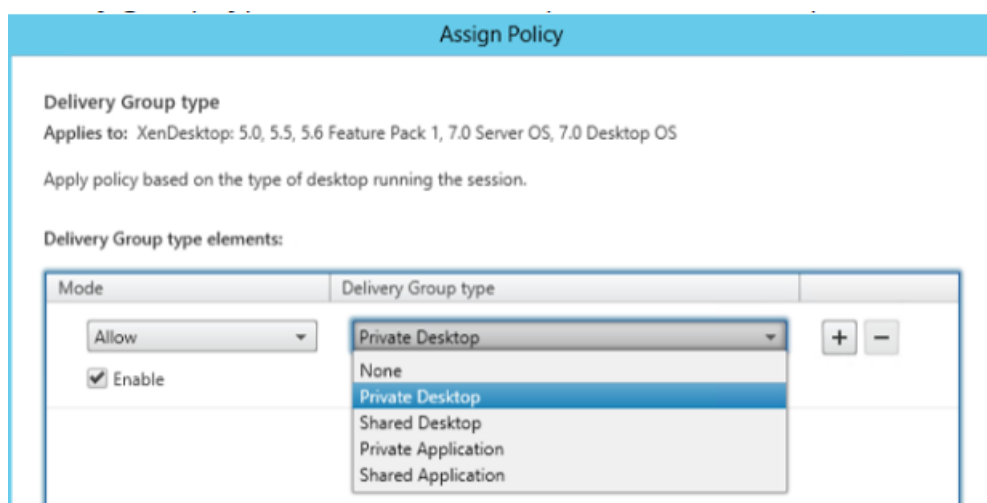 Assign Policy
Delivery Group type
Applies to: XenDesktop: 5.0, 5.5, 5.6 Feature Pack 1, 7.0 Server OS, 7.0 Desktop OS
Apply policy based on the type of desktop running the session.
Delivery Group type elements:
Mode Delivery Group type
Allow Private Desktop + −
Enable
None
Private Desktop
Shared Desktop
Private Application
Shared Application